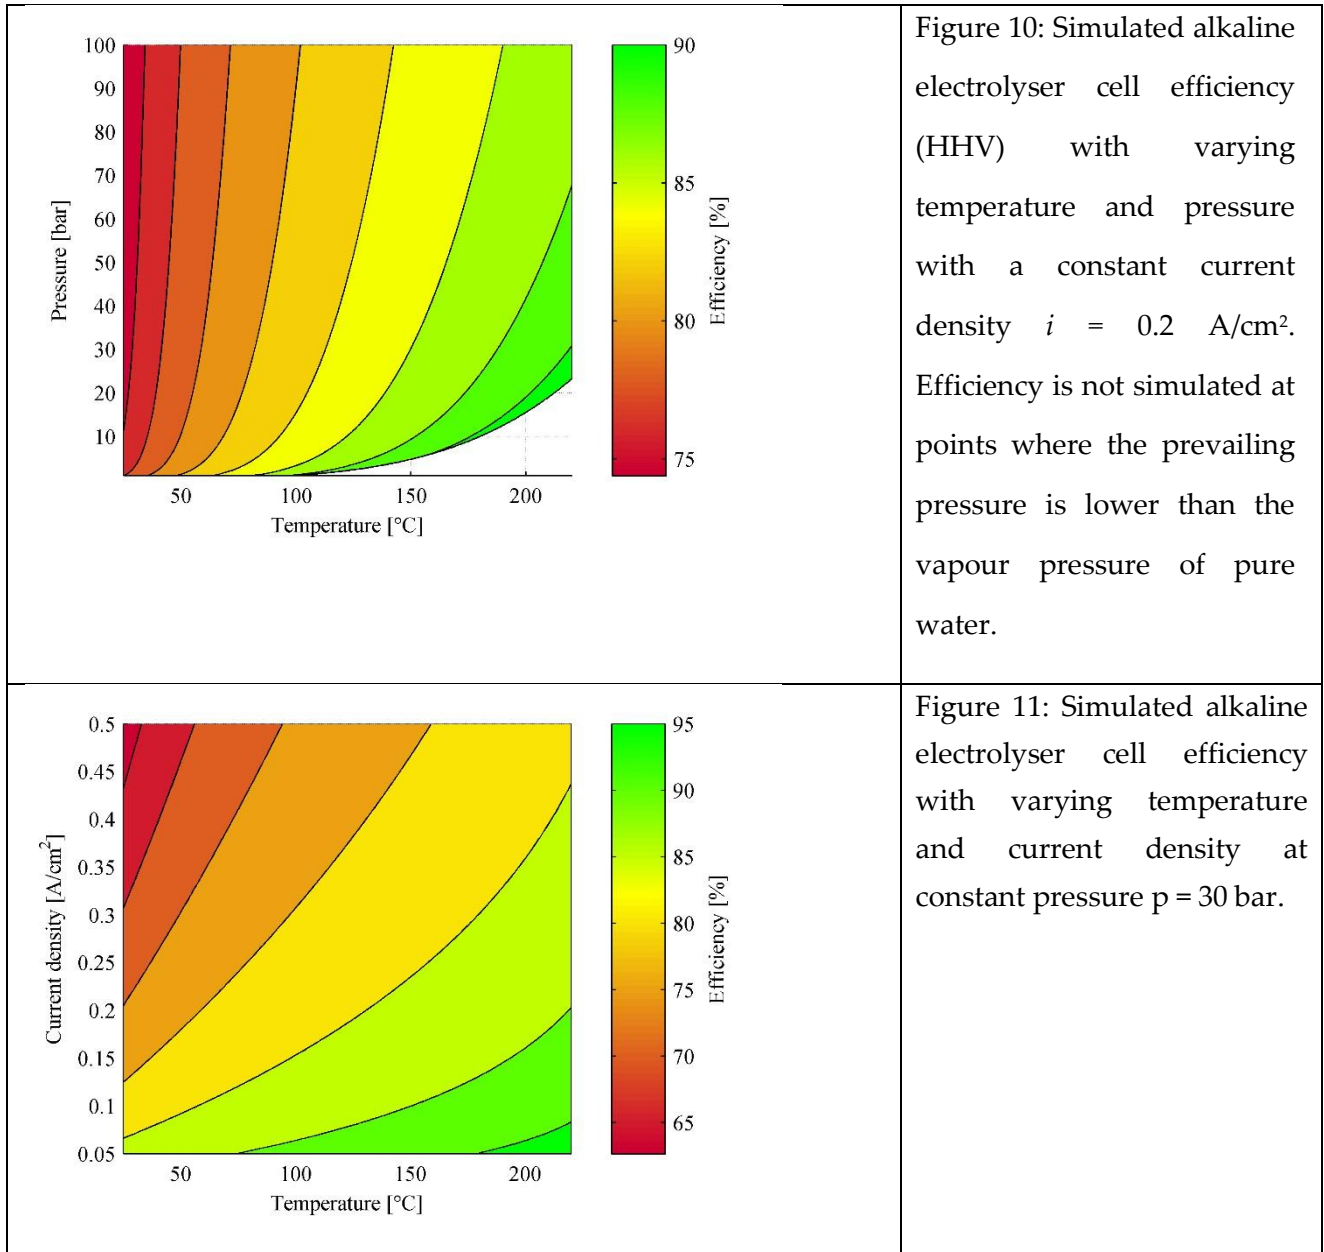 100
90
80
70
60
50
40
30
20
10
Pressure [bar]
50 100 150 200
Temperature [°C]
90
85
80
75
Efficiency [%]
Figure 10: Simulated alkaline
electrolyser cell efficiency
(HHV) with varying
temperature and pressure
with a constant current
density i = 0.2 A/cm².
Efficiency is not simulated at
points where the prevailing
pressure is lower than the
vapour pressure of pure
water.
0.5
0.45
0.4
0.35
0.3
0.25
0.2
0.15
0.1
0.05
Current density [A/cm²]
50 100 150 200
Temperature [°C]
95
90
85
80
75
70
65
Efficiency [%]
Figure 11: Simulated alkaline
electrolyser cell efficiency
with varying temperature
and current density at
constant pressure p = 30 bar.